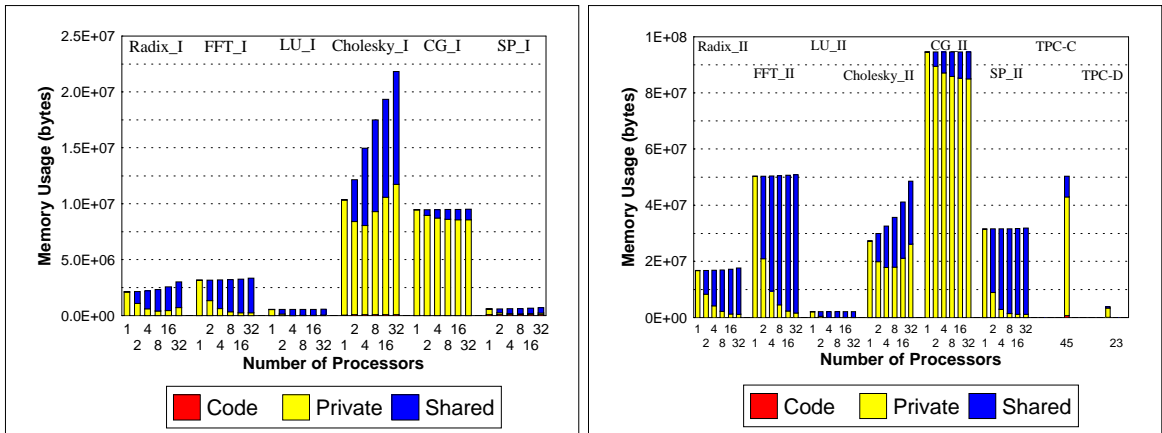 2.5E+07
2.0E+07
1.5E+07
1.0E+07
5.0E+06
0.0E+00
Memory Usage (bytes)
Radix_I FFT_I LU_I Cholesky_I CG_I SP_I
1 4 16 1 4 16 1 4 16 1 4 16 1 4 16 1 4 16
2 8 32 2 8 32 2 8 32 2 8 32 2 8 32 2 8 32
Number of Processors
Code Private Shared
1E+08
8E+07
6E+07
4E+07
2E+07
0E+00
Memory Usage (bytes)
Radix_II LU_II CG_II TPC-C
FFT_II Cholesky_II SP_II TPC-D
1 4 16 2 8 32 1 4 16 2 8 32 1 4 16 2 8 32
2 8 32 1 4 16 2 8 32 1 4 16 2 8 32 1 4 16 45 23
Number of Processors
Code Private Shared